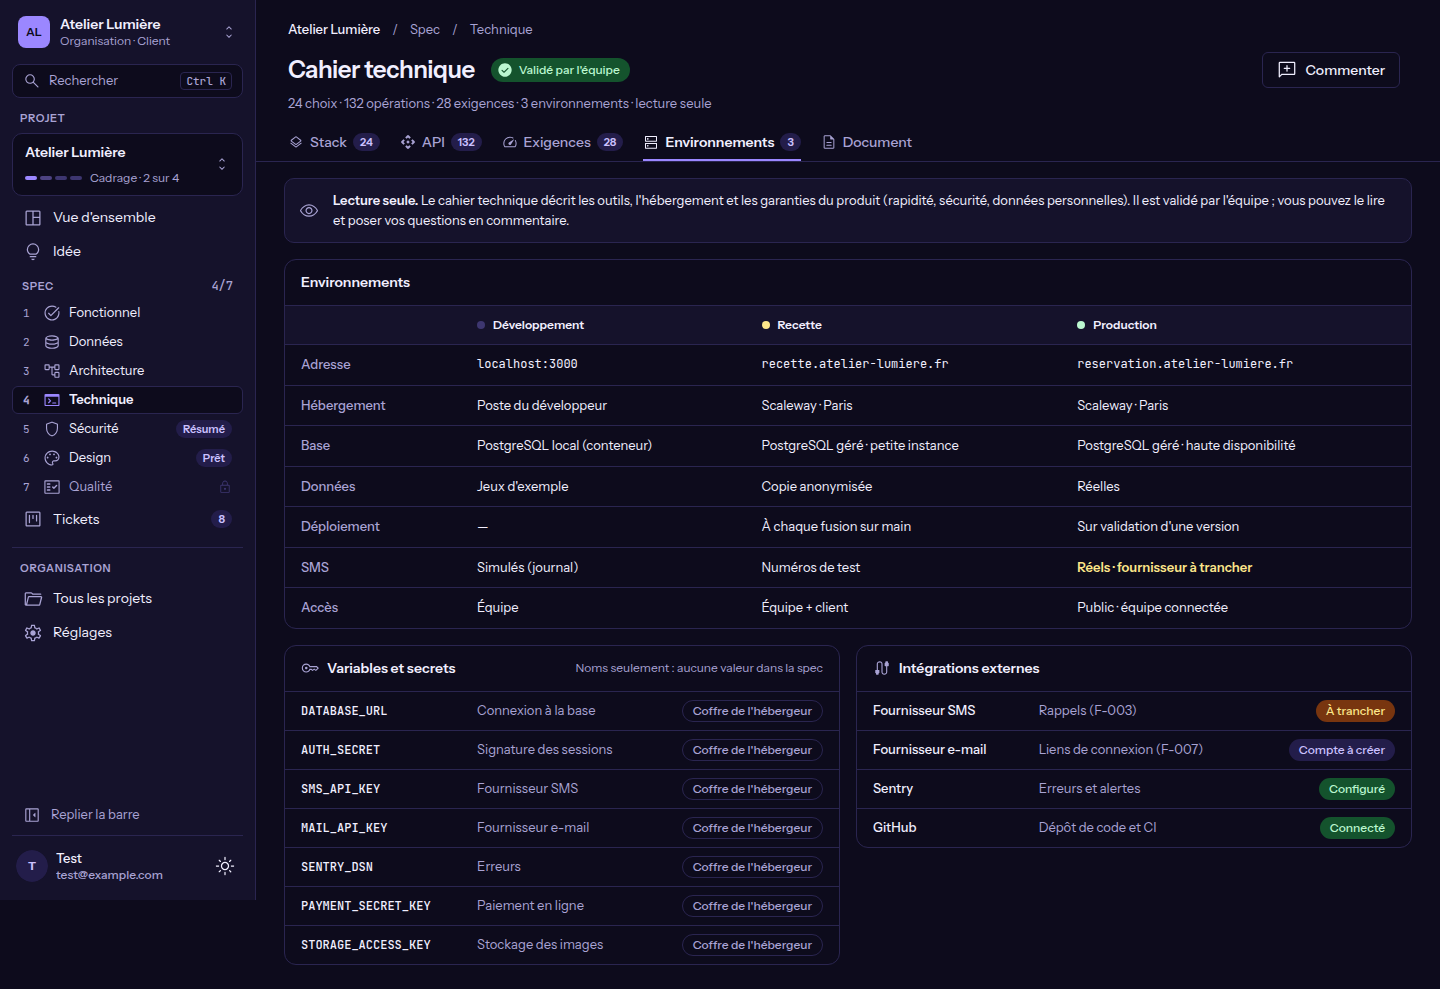 AL
Atelier Lumière
Organisation · Client
Rechercher
Ctrl K
PROJET
Atelier Lumière
Cadrage · 2 sur 4
Vue d'ensemble
Idée
SPEC 4/7
1 Fonctionnel
2 Données
3 Architecture
4 Technique
5 Sécurité Résumé
6 Design Prêt
7 Qualité
Tickets 8
ORGANISATION
Tous les projets
Réglages
Replier la barre
T
Test
test@example.com
Atelier Lumière / Spec / Technique
Cahier technique
Validé par l'équipe
Commenter
24 choix · 132 opérations · 28 exigences · 3 environnements · lecture seule
Stack 24 API 132 Exigences 28 Environnements 3 Document
Lecture seule. Le cahier technique décrit les outils, l'hébergement et les garanties du produit (rapidité, sécurité, données personnelles). Il est validé par l'équipe ; vous pouvez le lire
et poser vos questions en commentaire.
Environnements
Développement Recette Production
Adresse localhost:3000 recette.atelier-lumiere.fr reservation.atelier-lumiere.fr
Hébergement Poste du développeur Scaleway · Paris Scaleway · Paris
Base PostgreSQL local (conteneur) PostgreSQL géré · petite instance PostgreSQL géré · haute disponibilité
Données Jeux d'exemple Copie anonymisée Réelles
Déploiement — À chaque fusion sur main Sur validation d'une version
SMS Simulés (journal) Numéros de test Réels · fournisseur à trancher
Accès Équipe Équipe + client Public · équipe connectée
Variables et secrets Noms seulement : aucune valeur dans la spec
DATABASE_URL Connexion à la base Coffre de l'hébergeur
AUTH_SECRET Signature des sessions Coffre de l'hébergeur
SMS_API_KEY Fournisseur SMS Coffre de l'hébergeur
MAIL_API_KEY Fournisseur e-mail Coffre de l'hébergeur
SENTRY_DSN Erreurs Coffre de l'hébergeur
PAYMENT_SECRET_KEY Paiement en ligne Coffre de l'hébergeur
STORAGE_ACCESS_KEY Stockage des images Coffre de l'hébergeur
Intégrations externes
Fournisseur SMS Rappels (F-003) À trancher
Fournisseur e-mail Liens de connexion (F-007) Compte à créer
Sentry Erreurs et alertes Configuré
GitHub Dépôt de code et CI Connecté